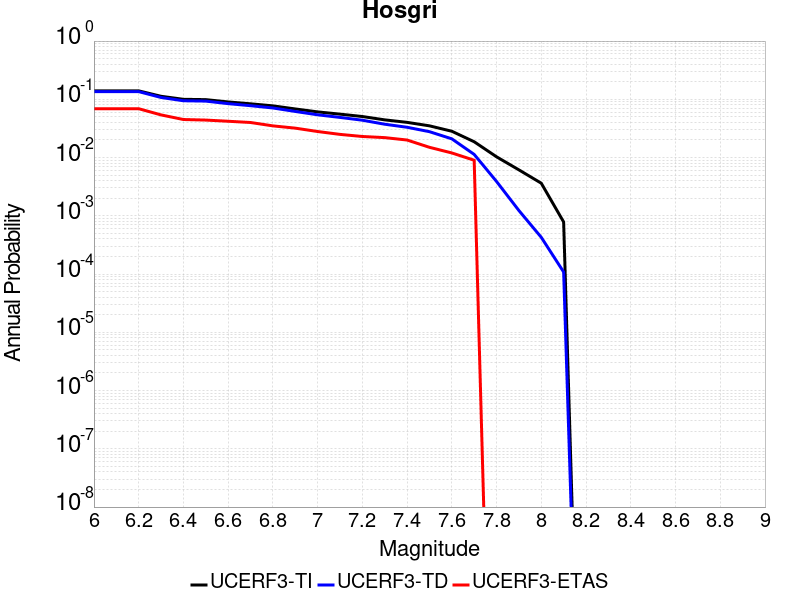 Hosgri
10^0
10^-1
10^-2
10^-3
10^-4
10^-5
10^-6
10^-7
10^-8
Annual Probability
6 6.2 6.4 6.6 6.8 7 7.2 7.4 7.6 7.8 8 8.2 8.4 8.6 8.8 9
Magnitude
UCERF3-TI UCERF3-TD UCERF3-ETAS